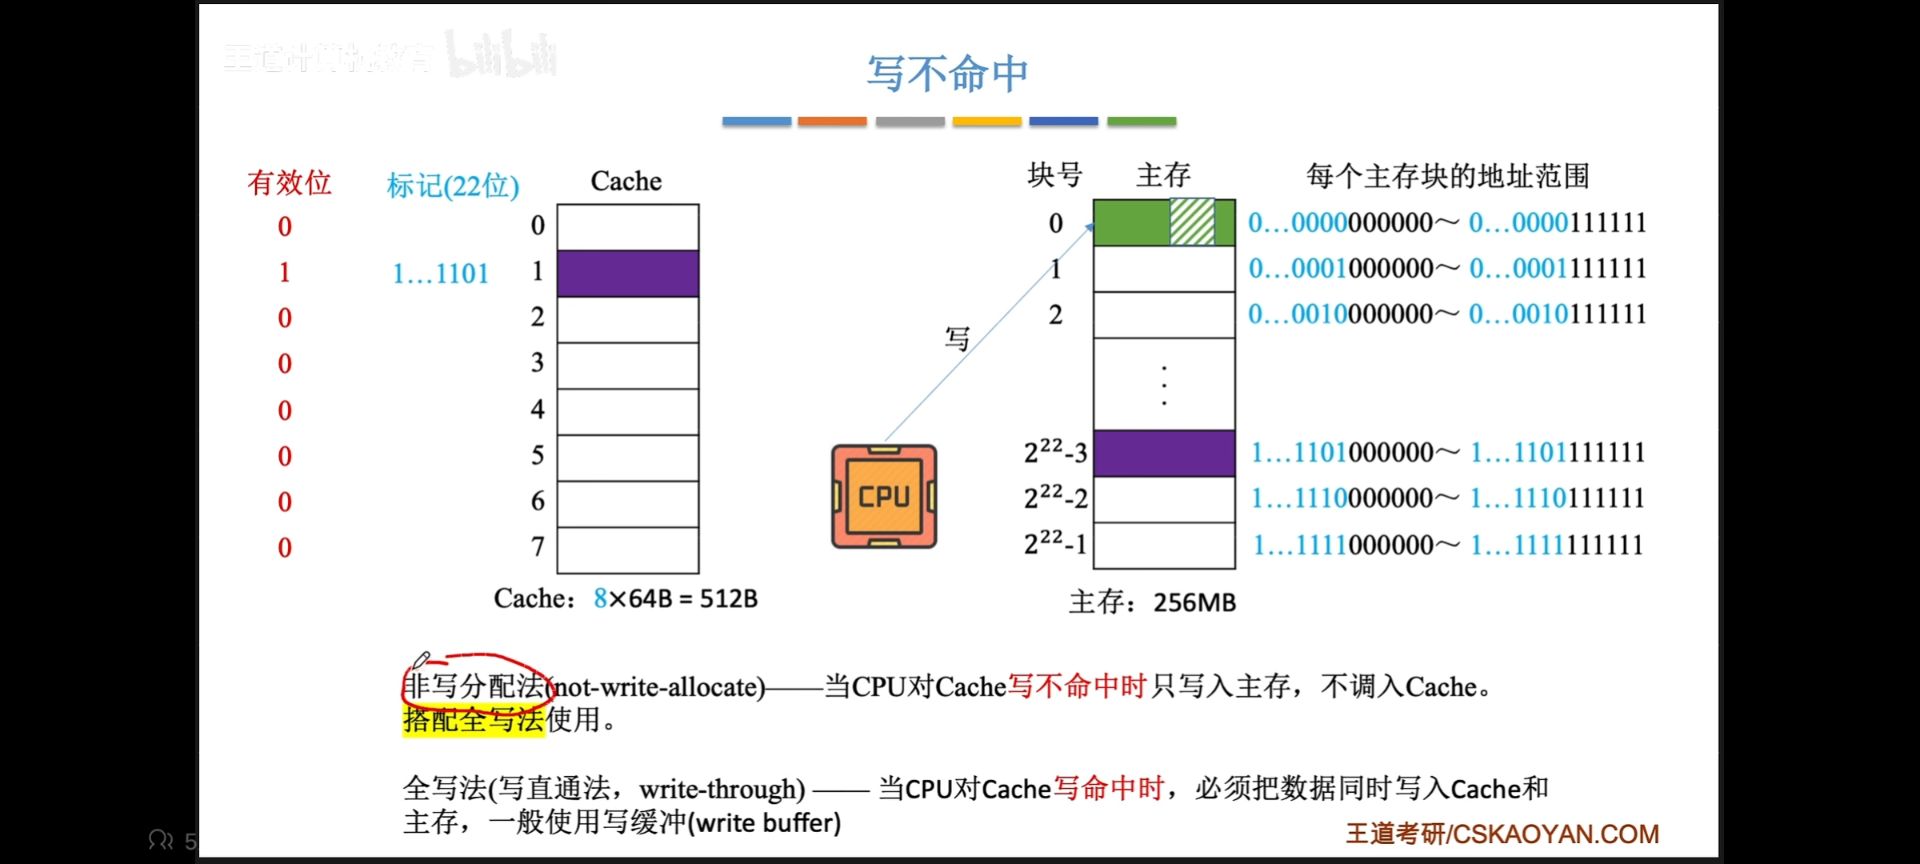 王道计算机教育 bilibili
写不命中
有效位 标记(22位) Cache 块号 主存 每个主存块的地址范围
0 0 0 0…0000000000～ 0…0000111111
1 1…1101 1 1 0…0001000000～ 0…0001111111
0 2 2 0…0010000000～ 0…0010111111
写
0 3 ⋮
0 4
0 5 2²²-3 1…1101000000～ 1…1101111111
CPU
0 6 2²²-2 1…1110000000～ 1…1110111111
0 7 2²²-1 1…1111000000～ 1…1111111111
Cache：8×64B = 512B 主存：256MB
非写分配法(not-write-allocate)——当CPU对Cache写不命中时只写入主存，不调入Cache。
搭配全写法使用。
全写法(写直通法，write-through) —— 当CPU对Cache写命中时，必须把数据同时写入Cache和
主存，一般使用写缓冲(write buffer)
王道考研/CSKAOYAN.COM
5